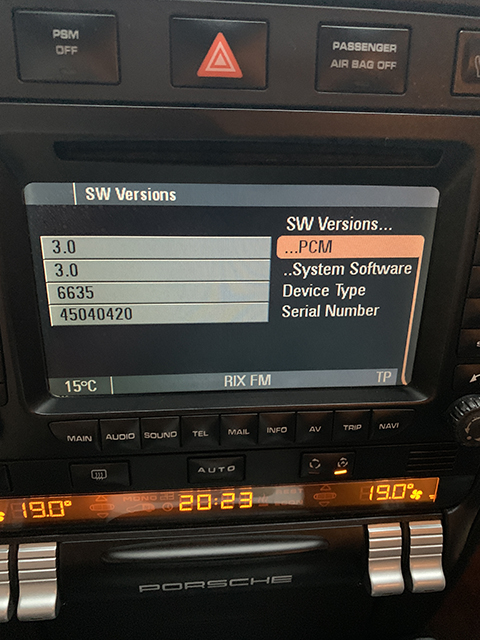 PSM
OFF
PASSENGER
AIR BAG OFF
SW Versions
SW Versions...
3.0 ...PCM
3.0 ..System Software
6635 Device Type
45040420 Serial Number
15°C RIX FM TP
MAIN AUDIO SOUND TEL MAIL INFO AV TRIP NAVI
AUTO
19.0° MONO 20:23 19.0°
PORSCHE